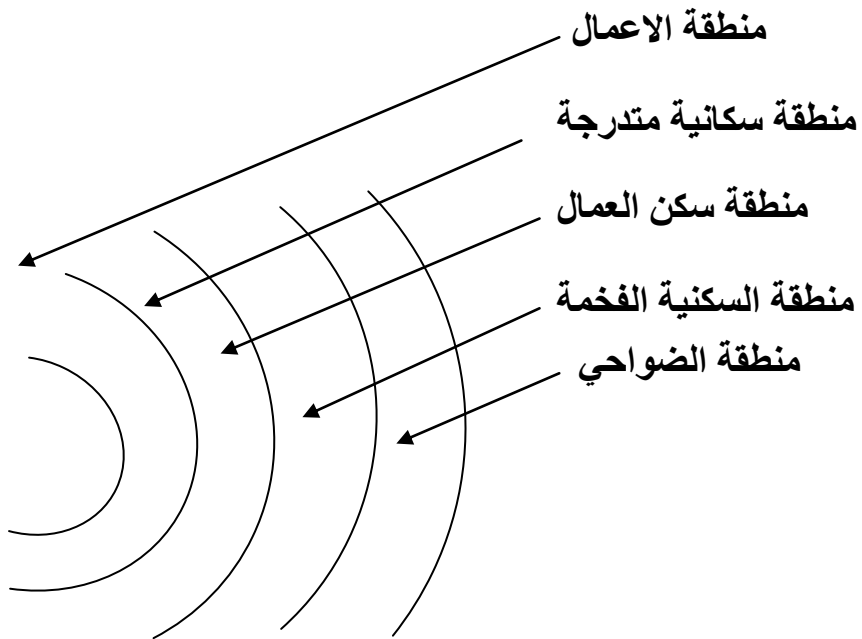 منطقة الاعمال
منطقة سكانية متدرجة
منطقة سكن العمال
منطقة السكنية الفخمة
منطقة الضواحي